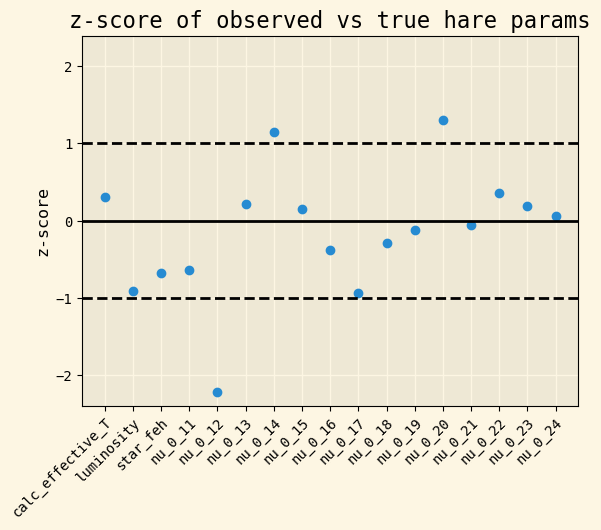 z-score of observed vs true hare params
z-score
2
1
0
−1
−2
calc_effective_T
luminosity
star_feh
nu_0_11
nu_0_12
nu_0_13
nu_0_14
nu_0_15
nu_0_16
nu_0_17
nu_0_18
nu_0_19
nu_0_20
nu_0_21
nu_0_22
nu_0_23
nu_0_24